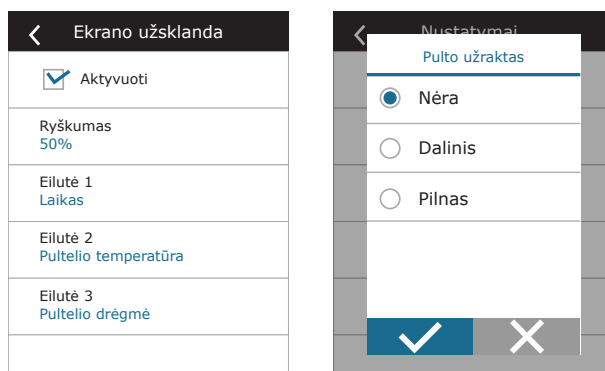 Ekrano užsklanda
Aktyvuoti
Ryškumas
50%
Eilutė 1
Laikas
Eilutė 2
Pultelio temperatūra
Eilutė 3
Pultelio drėgmė
Nustatymai
Pulto užraktas
Nėra
Dalinis
Pilnas